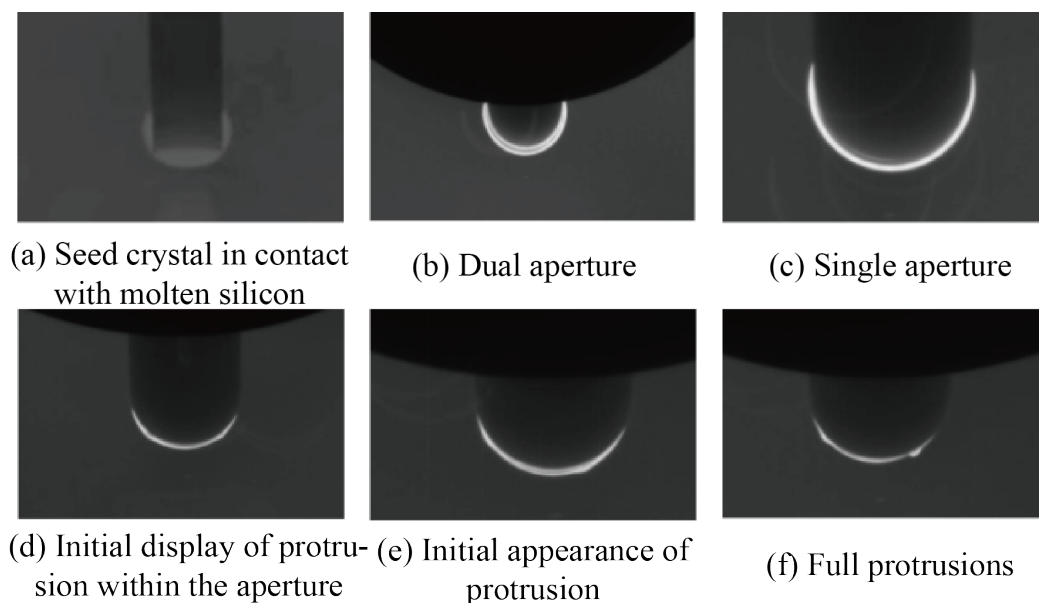 (a) Seed crystal in contact
with molten silicon
(b) Dual aperture
(c) Single aperture
(d) Initial display of protru-
sion within the aperture
(e) Initial appearance of
protrusion
(f) Full protrusions